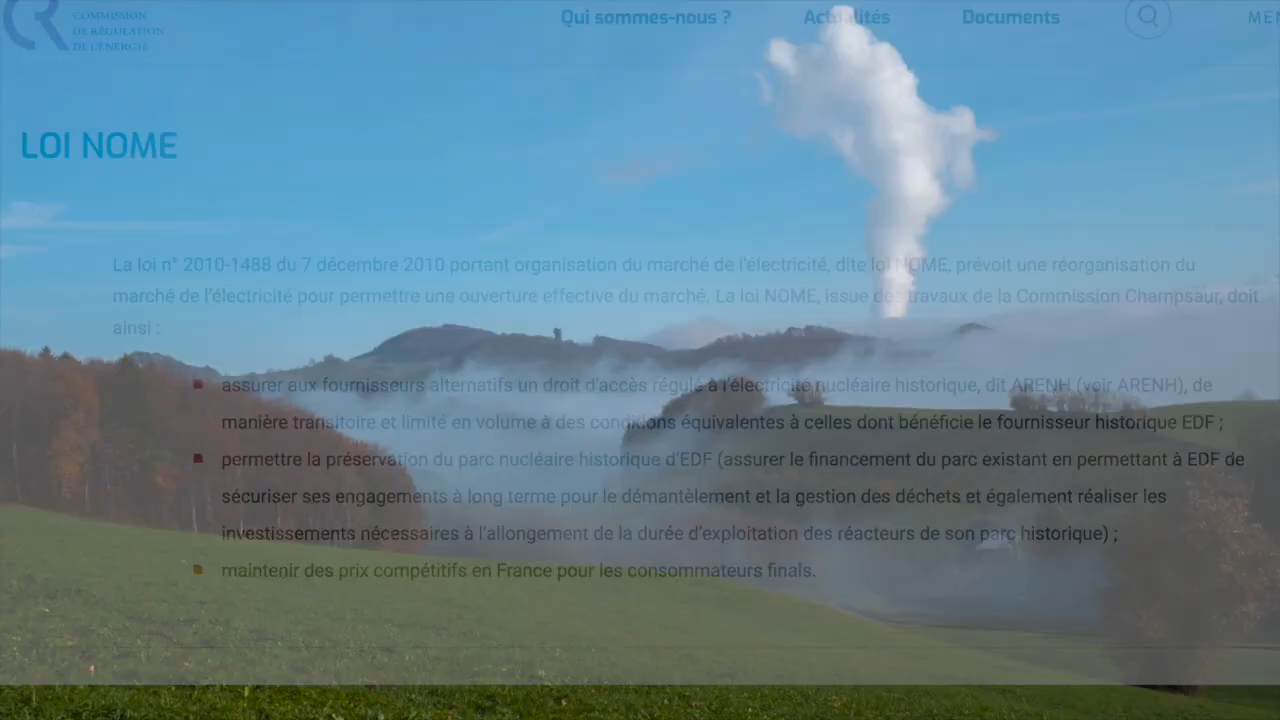 COMMISSION
DE RÉGULATION
DE L'ÉNERGIE
Qui sommes-nous ?
Actualités
Documents
LOI NOME
La loi n° 2010-1488 du 7 décembre 2010 portant organisation du marché de l'électricité, dite loi NOME, prévoit une réorganisation du
marché de l'électricité pour permettre une ouverture effective du marché. La loi NOME, issue des travaux de la Commission Champsaur, doit
ainsi :
assurer aux fournisseurs alternatifs un droit d'accès régulé à l'électricité nucléaire historique, dit ARENH (voir ARENH), de
manière transitoire et limité en volume à des conditions équivalentes à celles dont bénéficie le fournisseur historique EDF ;
permettre la préservation du parc nucléaire historique d'EDF (assurer le financement du parc existant en permettant à EDF de
sécuriser ses engagements à long terme pour le démantèlement et la gestion des déchets et également réaliser les
investissements nécessaires à l'allongement de la durée d'exploitation des réacteurs de son parc historique) ;
maintenir des prix compétitifs en France pour les consommateurs finals.